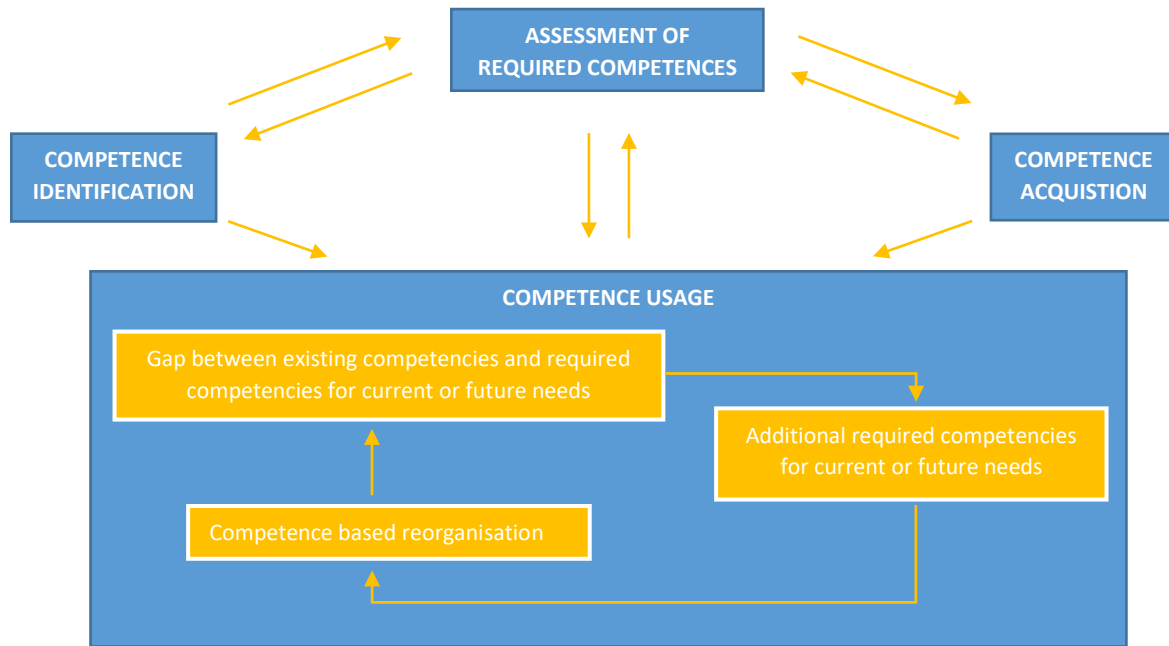 ASSESSMENT OF
REQUIRED COMPETENCES
COMPETENCE
IDENTIFICATION
COMPETENCE
ACQUISTION
COMPETENCE USAGE
Gap between existing competencies and required
competencies for current or future needs
Additional required competencies
for current or future needs
Competence based reorganisation